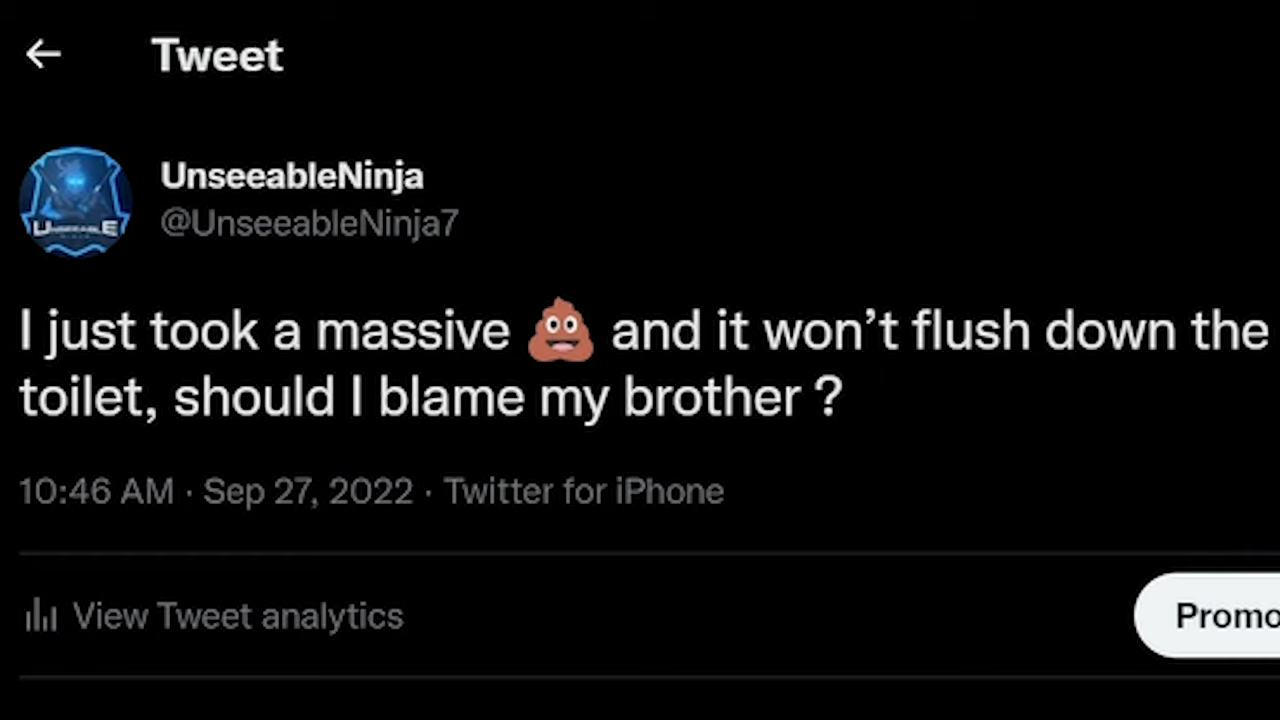 Tweet
UNSEEABLE
UnseeableNinja
@UnseeableNinja7
I just took a massive 💩 and it won’t flush down the
toilet, should I blame my brother ?
10:46 AM · Sep 27, 2022 · Twitter for iPhone
View Tweet analytics
Promo